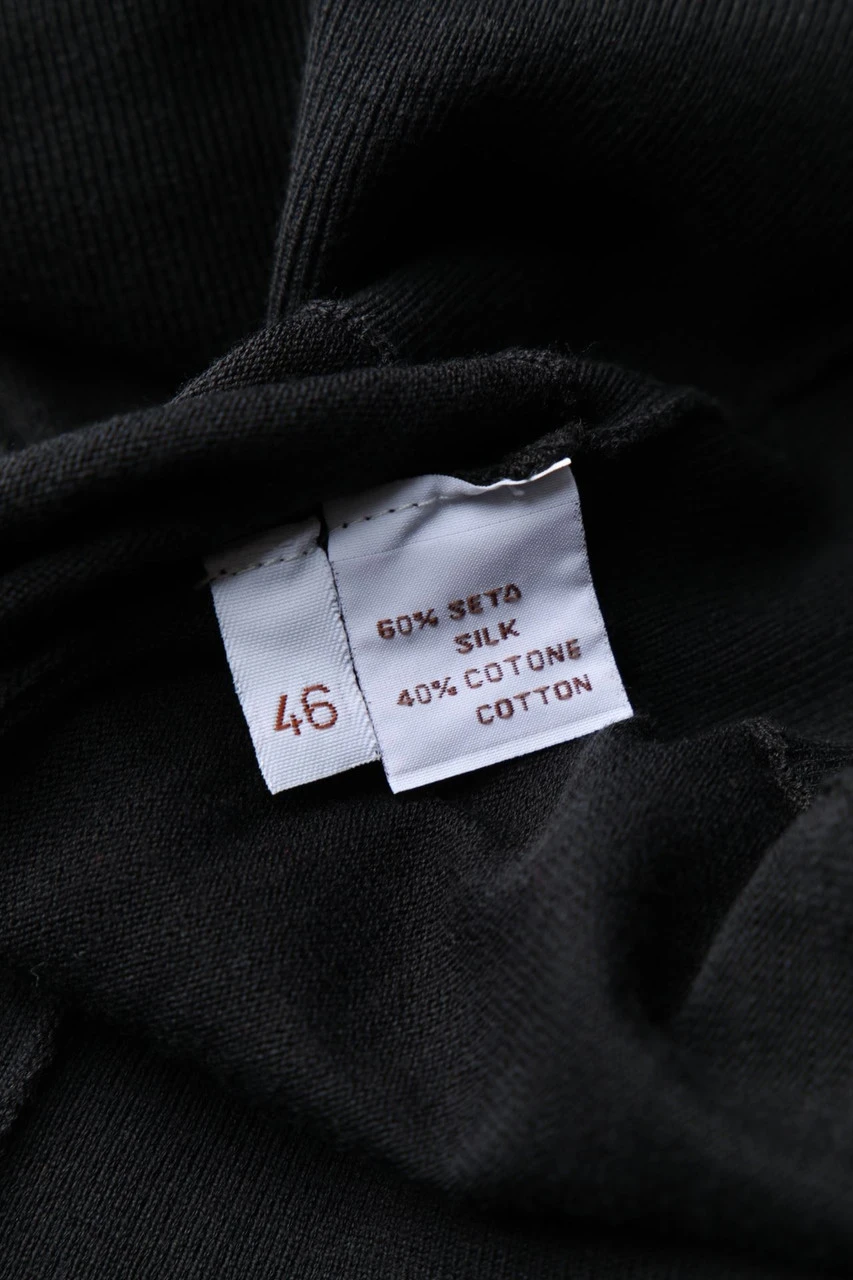 46
60% SETA
SILK
40% COTONE
COTTON